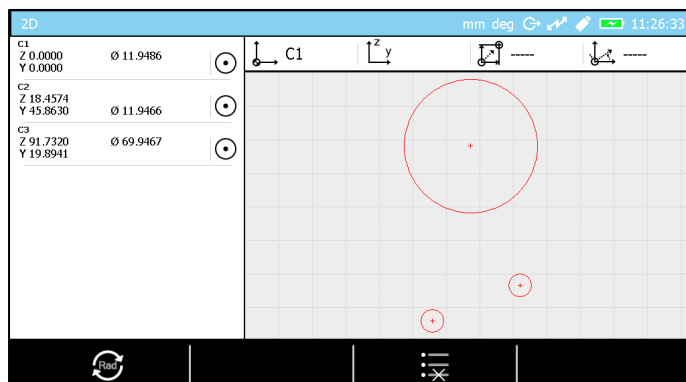 2D mm deg 11:26:33
C1
Z 0.0000 Ø 11.9486
Y 0.0000
C2
Z 18.4574
Y 45.8630 Ø 11.9466
C3
Z 91.7320 Ø 69.9467
Y 19.8941
C1 z y ----- -----
Rad